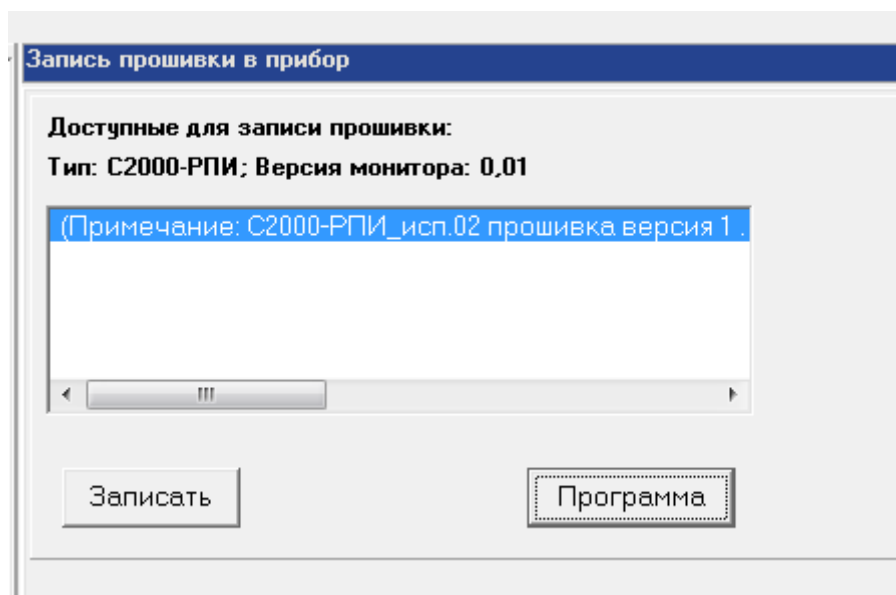 Запись прошивки в прибор
Доступные для записи прошивки:
Тип: С2000-РПИ; Версия монитора: 0,01
(Примечание: С2000-РПИ_исп.02 прошивка версия 1 .
Записать
Программа